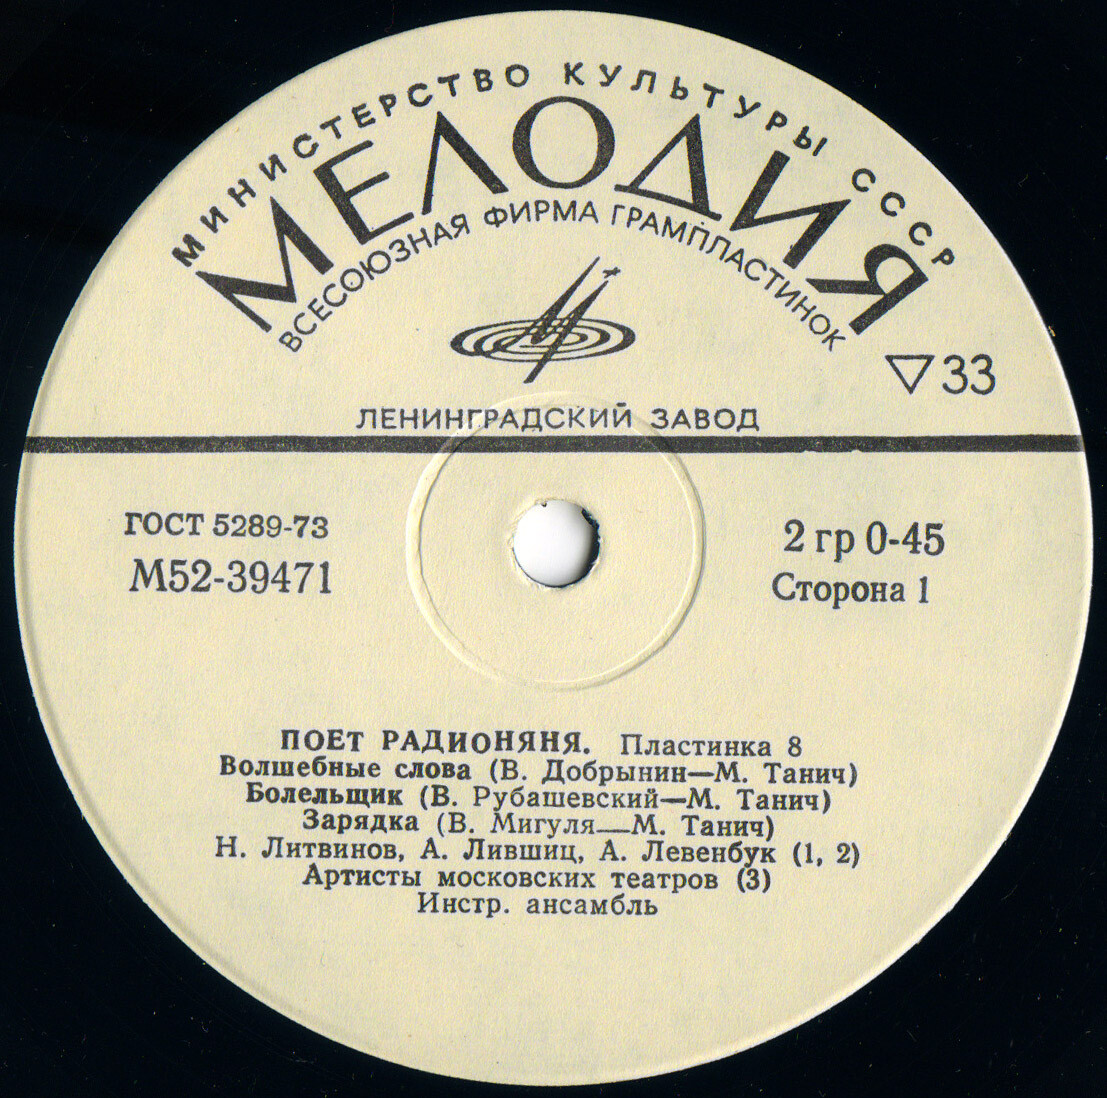 МИНИСТЕРСТВО КУЛЬТУРЫ СССР
МЕЛОДИЯ
ВСЕСОЮЗНАЯ ФИРМА ГРАМПЛАСТИНОК
▽ 33
ЛЕНИНГРАДСКИЙ ЗАВОД
ГОСТ 5289-73
М52-39471
2 гр 0-45
Сторона 1
ПОЕТ РАДИОНЯНЯ. Пластинка 8
Волшебные слова (В. Добрынин—М. Танич)
Болельщик (В. Рубашевский—М. Танич)
Зарядка (В. Мигуля—М. Танич)
Н. Литвинов, А. Лившиц, А. Левенбук (1, 2)
Артисты московских театров (3)
Инстр. ансамбль